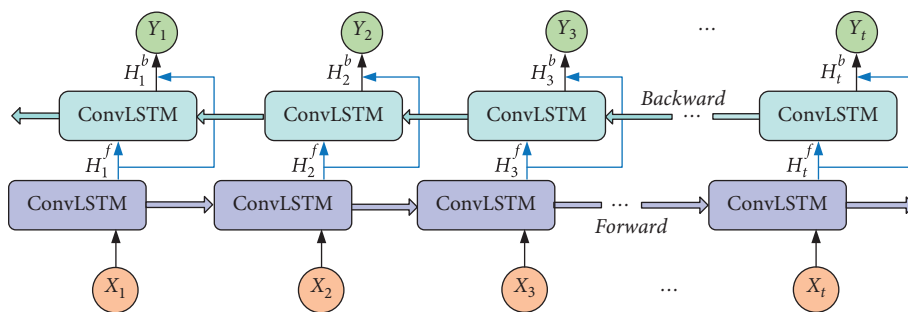 Y₁ Y₂ Y₃ ... Yₜ
H₁ᵇ H₂ᵇ H₃ᵇ Hₜᵇ
Backward
ConvLSTM ConvLSTM ConvLSTM ... ConvLSTM
H₁ᶠ H₂ᶠ H₃ᶠ Hₜᶠ
ConvLSTM ConvLSTM ConvLSTM ... ConvLSTM
Forward
X₁ X₂ X₃ ... Xₜ